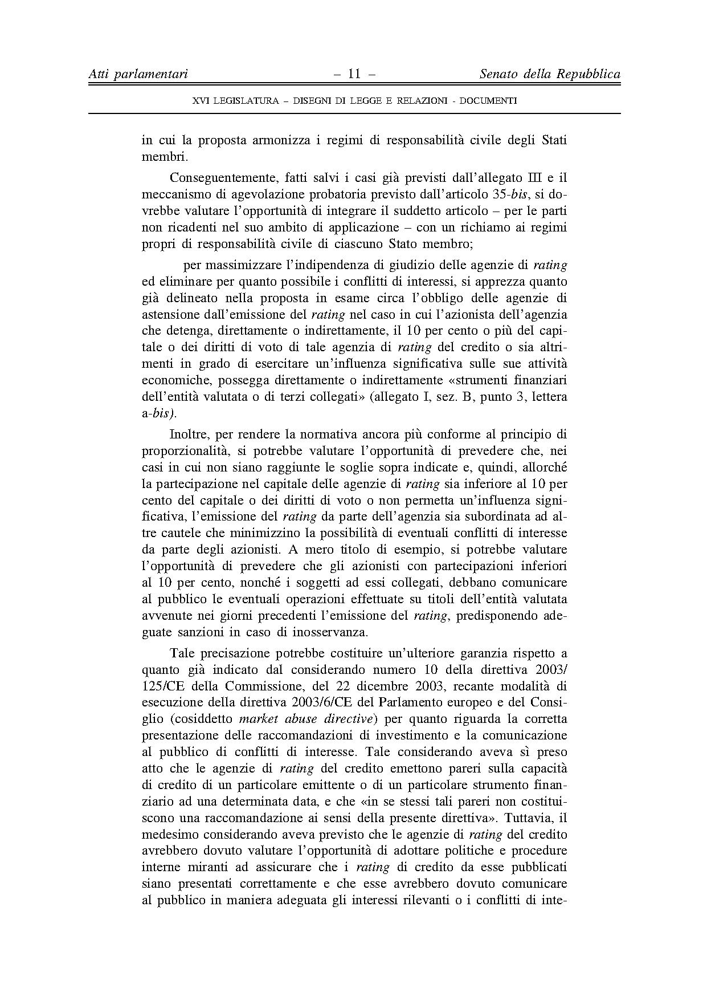 Atti parlamentari – 11 – Senato della Repubblica
XVI LEGISLATURA – DISEGNI DI LEGGE E RELAZIONI - DOCUMENTI
in cui la proposta armonizza i regimi di responsabilità civile degli Stati
membri.
Conseguentemente, fatti salvi i casi già previsti dall’allegato III e il
meccanismo di agevolazione probatoria previsto dall’articolo 35-bis, si do-
vrebbe valutare l’opportunità di integrare il suddetto articolo – per le parti
non ricadenti nel suo ambito di applicazione – con un richiamo ai regimi
propri di responsabilità civile di ciascuno Stato membro;
per massimizzare l’indipendenza di giudizio delle agenzie di rating
ed eliminare per quanto possibile i conflitti di interessi, si apprezza quanto
già delineato nella proposta in esame circa l’obbligo delle agenzie di
astensione dall’emissione del rating nel caso in cui l’azionista dell’agenzia
che detenga, direttamente o indirettamente, il 10 per cento o più del capi-
tale o dei diritti di voto di tale agenzia di rating del credito o sia altri-
menti in grado di esercitare un’influenza significativa sulle sue attività
economiche, possegga direttamente o indirettamente «strumenti finanziari
dell’entità valutata o di terzi collegati» (allegato I, sez. B, punto 3, lettera
a-bis).
Inoltre, per rendere la normativa ancora più conforme al principio di
proporzionalità, si potrebbe valutare l’opportunità di prevedere che, nei
casi in cui non siano raggiunte le soglie sopra indicate e, quindi, allorché
la partecipazione nel capitale delle agenzie di rating sia inferiore al 10 per
cento del capitale o dei diritti di voto o non permetta un’influenza signi-
ficativa, l’emissione del rating da parte dell’agenzia sia subordinata ad al-
tre cautele che minimizzino la possibilità di eventuali conflitti di interesse
da parte degli azionisti. A mero titolo di esempio, si potrebbe valutare
l’opportunità di prevedere che gli azionisti con partecipazioni inferiori
al 10 per cento, nonché i soggetti ad essi collegati, debbano comunicare
al pubblico le eventuali operazioni effettuate su titoli dell’entità valutata
avvenute nei giorni precedenti l’emissione del rating, predisponendo ade-
guate sanzioni in caso di inosservanza.
Tale precisazione potrebbe costituire un’ulteriore garanzia rispetto a
quanto già indicato dal considerando numero 10 della direttiva 2003/
125/CE della Commissione, del 22 dicembre 2003, recante modalità di
esecuzione della direttiva 2003/6/CE del Parlamento europeo e del Consi-
glio (cosiddetto market abuse directive) per quanto riguarda la corretta
presentazione delle raccomandazioni di investimento e la comunicazione
al pubblico di conflitti di interesse. Tale considerando aveva sì preso
atto che le agenzie di rating del credito emettono pareri sulla capacità
di credito di un particolare emittente o di un particolare strumento finan-
ziario ad una determinata data, e che «in se stessi tali pareri non costitui-
scono una raccomandazione ai sensi della presente direttiva». Tuttavia, il
medesimo considerando aveva previsto che le agenzie di rating del credito
avrebbero dovuto valutare l’opportunità di adottare politiche e procedure
interne miranti ad assicurare che i rating di credito da esse pubblicati
siano presentati correttamente e che esse avrebbero dovuto comunicare
al pubblico in maniera adeguata gli interessi rilevanti o i conflitti di inte-